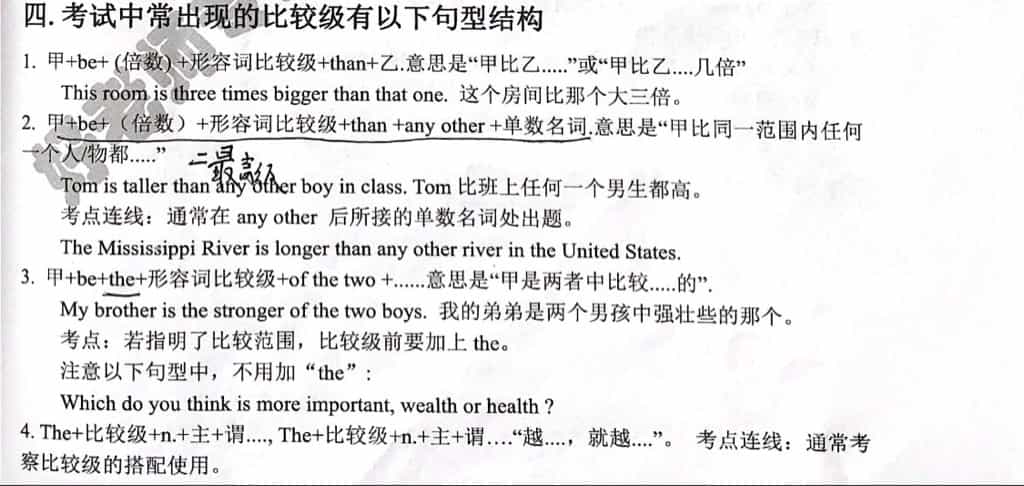 四.考试中常出现的比较级有以下句型结构
1. 甲+be+ (倍数) +形容词比较级+than+乙.意思是“甲比乙.....”或“甲比乙....几倍”
This room is three times bigger than that one. 这个房间比那个大三倍。
2. 甲+be+（倍数）+形容词比较级+than +any other +单数名词.意思是“甲比同一范围内任何
一个人/物都.....”
=最高级
Tom is taller than any other boy in class. Tom 比班上任何一个男生都高。
考点连线：通常在 any other 后所接的单数名词处出题。
The Mississippi River is longer than any other river in the United States.
3. 甲+be+the+形容词比较级+of the two +......意思是“甲是两者中比较.....的”.
My brother is the stronger of the two boys. 我的弟弟是两个男孩中强壮些的那个。
考点：若指明了比较范围，比较级前要加上 the。
注意以下句型中，不用加“the”:
Which do you think is more important, wealth or health ?
4. The+比较级+n.+主+谓...., The+比较级+n.+主+谓....“越....，就越....”。 考点连线：通常考
察比较级的搭配使用。